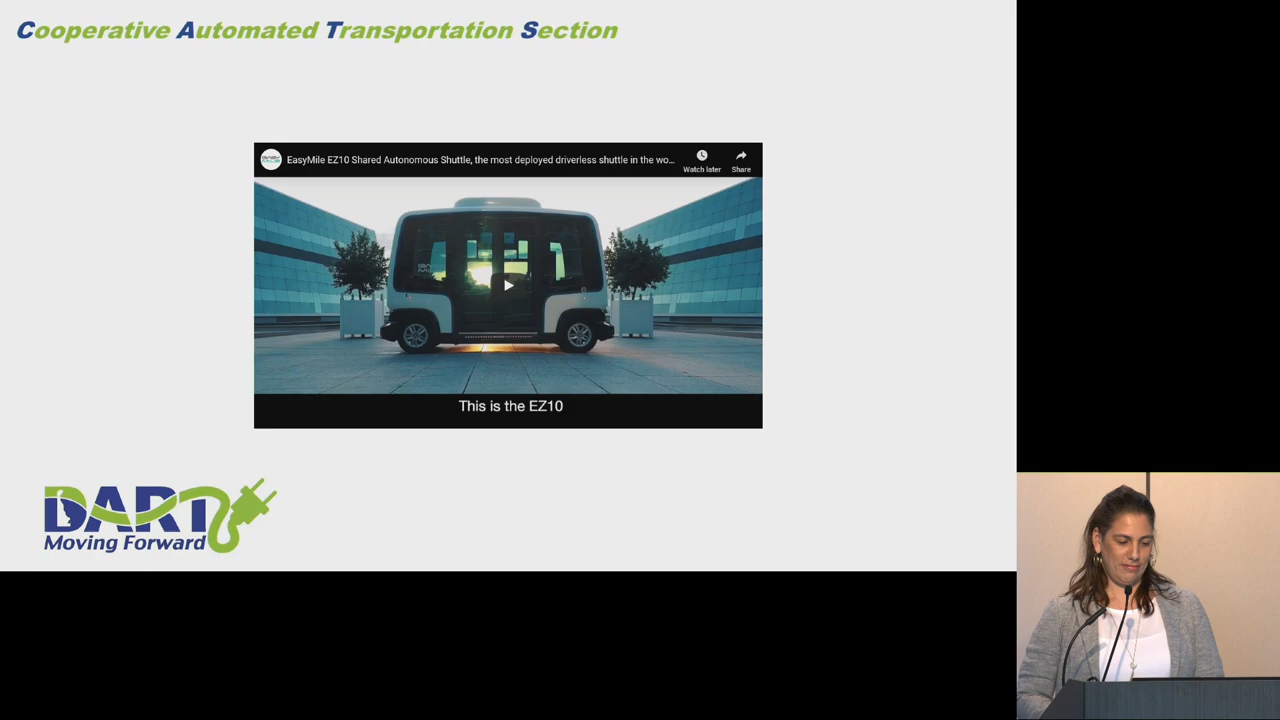 Cooperative Automated Transportation Section
EasyMile EZ10 Shared Autonomous Shuttle, the most deployed driverless shuttle in the wo...
Watch later
Share
This is the EZ10
DART
Moving Forward